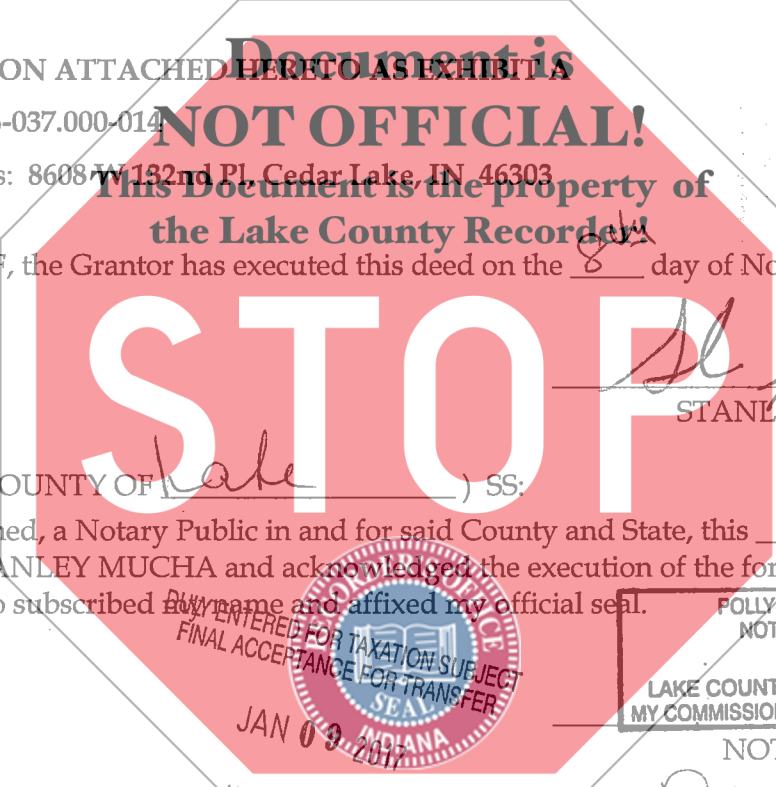 Document is
ON ATTACHED HERETO AS EXHIBIT A
-037.000-014
NOT OFFICIAL!
s: 8608 W 132nd Pl, Cedar Lake, IN 46303
This Document is the property of
the Lake County Recorder!
F, the Grantor has executed this deed on the 8th day of No
STOP
STANL
OUNTY OF Lake ) SS:
ned, a Notary Public in and for said County and State, this
ANLEY MUCHA and acknowledged the execution of the for
o subscribed my name and affixed my official seal.
DULY ENTERED FOR TAXATION SUBJECT
FINAL ACCEPTANCE FOR TRANSFER
JAN 09 2017
RECORDER'S OFFICE
SEAL
INDIANA
POLLY
NOT
LAKE COUNT
MY COMMISSION
NOT